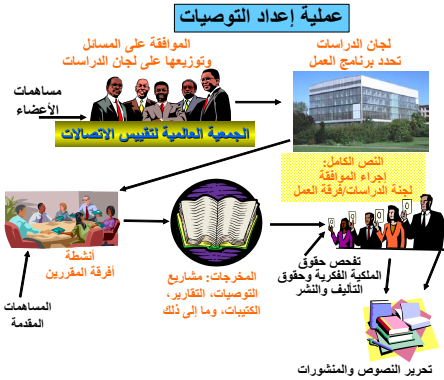 عملية إعداد التوصيات
الموافقة على المسائل
وتوزيعها على لجان الدراسات
لجان الدراسات
تحدد برنامج العمل
مساهمات
الأعضاء
الجمعية العالمية لتقييس الاتصالات
النص الكامل:
إجراء الموافقة
لجنة الدراسات/فرقة العمل
أنشطة
أفرقة المقررين
المخرجات: مشاريع
التوصيات، التقارير،
الكتيبات، وما إلى ذلك
تفحص حقوق
الملكية الفكرية وحقوق
التأليف والنشر
المساهمات
المقدمة
تحرير النصوص والمنشورات